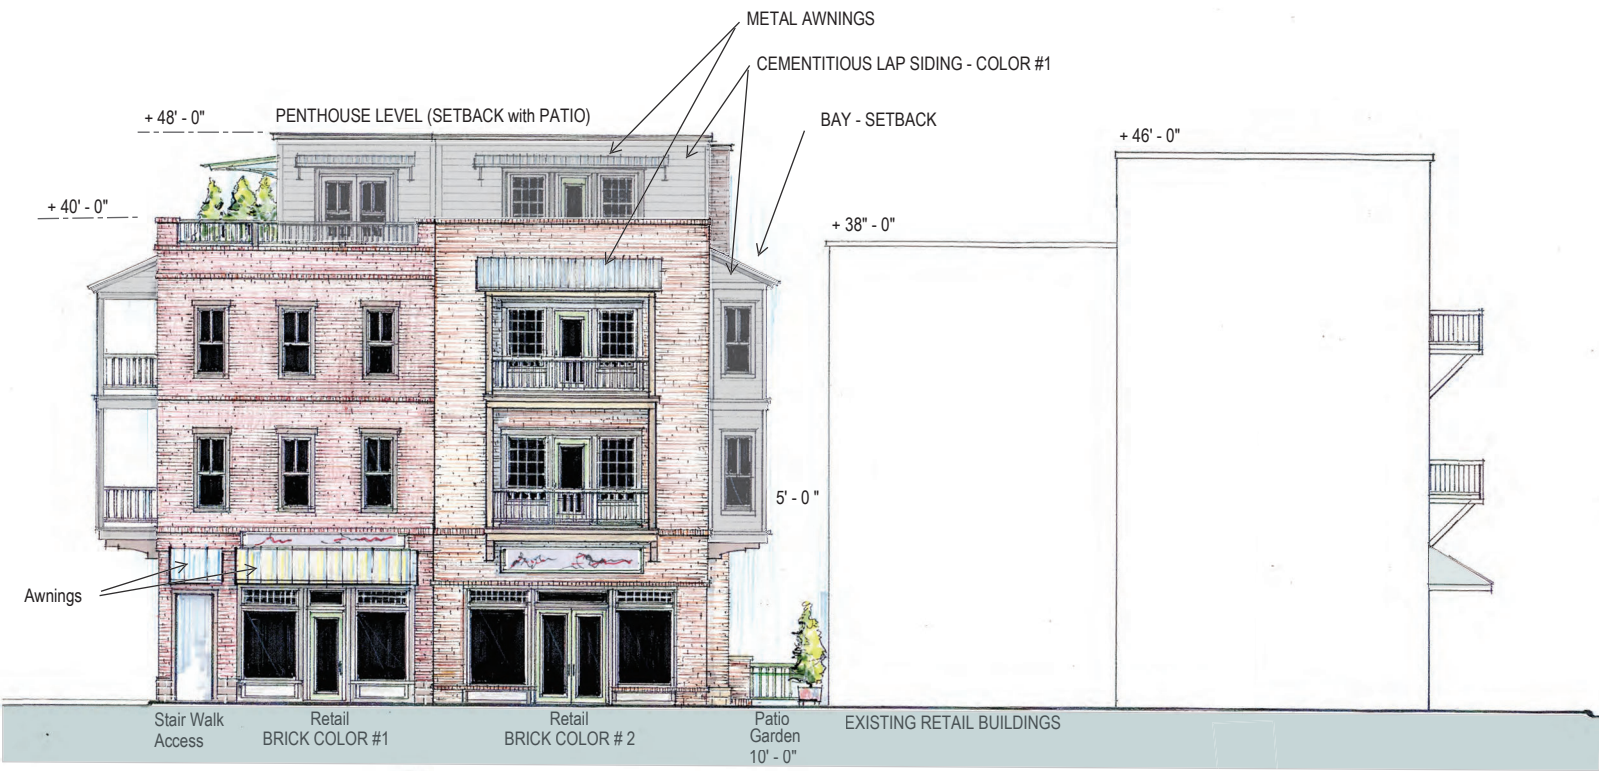 METAL AWNINGS
CEMENTITIOUS LAP SIDING - COLOR #1
+ 48' - 0"
PENTHOUSE LEVEL (SETBACK with PATIO)
BAY - SETBACK
+ 46' - 0"
+ 40' - 0"
+ 38" - 0"
5' - 0 "
Awnings
Stair Walk
Access
Retail
BRICK COLOR #1
Retail
BRICK COLOR # 2
Patio
Garden
10' - 0"
EXISTING RETAIL BUILDINGS